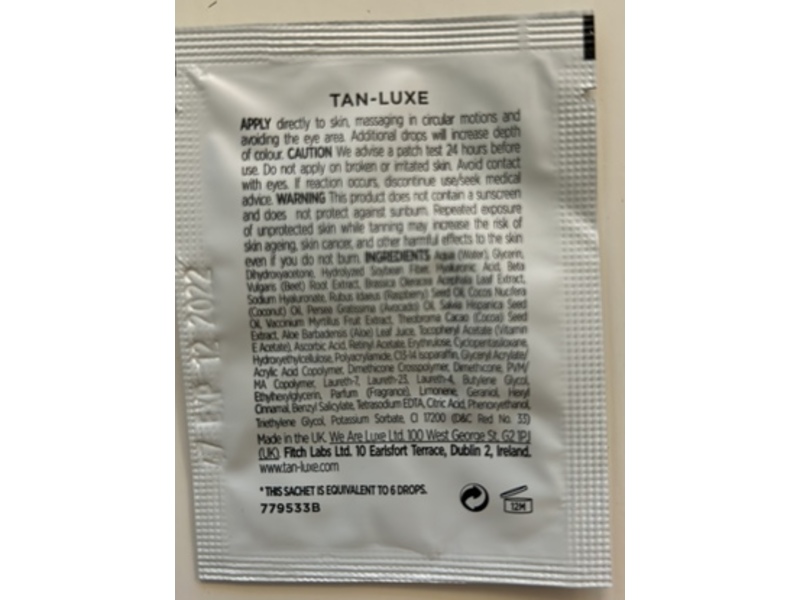 TAN-LUXE
APPLY directly to skin, massaging in circular motions and
avoiding the eye area. Additional drops will increase depth
of colour. CAUTION We advise a patch test 24 hours before
use. Do not apply on broken or irritated skin. Avoid contact
with eyes. If reaction occurs, discontinue use/seek medical
advice. WARNING This product does not contain a sunscreen
and does not protect against sunburn. Repeated exposure
of unprotected skin while tanning may increase the risk of
skin ageing, skin cancer, and other harmful effects to the skin
even if you do not burn. INGREDIENTS Aqua (Water), Glycerin,
Dihydroxyacetone, Hydrolyzed Soybean Fiber, Hyaluronic Acid, Beta
Vulgaris (Beet) Root Extract, Brassica Oleracea Acephala Leaf Extract,
Sodium Hyaluronate, Rubus Idaeus (Raspberry) Seed Oil, Cocos Nucifera
(Coconut) Oil, Persea Gratissima (Avocado) Oil, Salvia Hispanica Seed
Oil, Vaccinium Myrtillus Fruit Extract, Theobroma Cacao (Cocoa) Seed
Extract, Aloe Barbadensis (Aloe) Leaf Juice, Tocopheryl Acetate (Vitamin
E Acetate), Ascorbic Acid, Retinyl Acetate, Erythrulose, Cyclopentasiloxane,
Hydroxyethylcellulose, Polyacrylamide, C13-14 Isoparaffin, Glyceryl Acrylate/
Acrylic Acid Copolymer, Dimethicone Crosspolymer, Dimethicone, PVM/
MA Copolymer, Laureth-7, Laureth-23, Laureth-4, Butylene Glycol,
Ethylhexylglycerin, Parfum (Fragrance), Limonene, Geraniol, Hexyl
Cinnamal, Benzyl Salicylate, Tetrasodium EDTA, Citric Acid, Phenoxyethanol,
Triethylene Glycol, Potassium Sorbate, CI 17200 (D&C Red No. 33)
Made in the UK. We Are Luxe Ltd. 100 West George St, G2 1PJ
(UK). Fitch Labs Ltd. 10 Earlsfort Terrace, Dublin 2, Ireland.
www.tan-luxe.com
*THIS SACHET IS EQUIVALENT TO 6 DROPS.
779533B
12M
12 2022